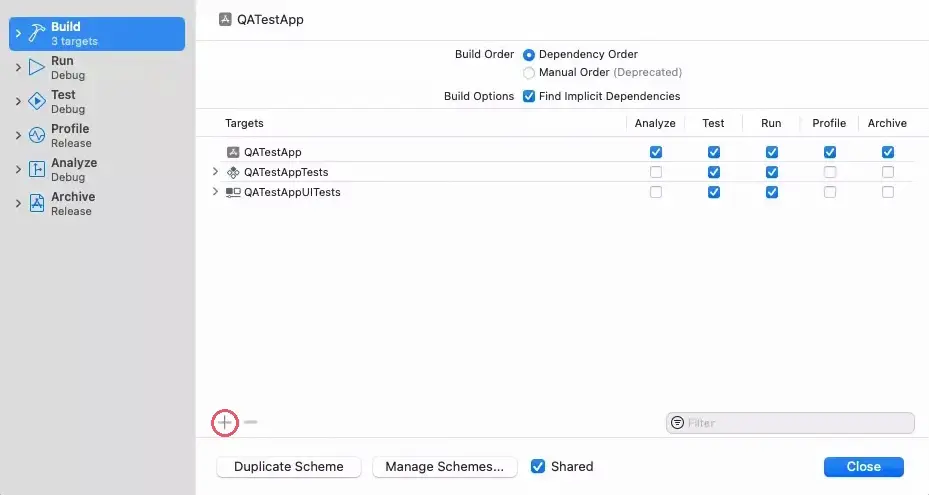 Build
3 targets
Run
Debug
Test
Debug
Profile
Release
Analyze
Debug
Archive
Release
QATestApp
Build Order Dependency Order
Manual Order (Deprecated)
Build Options Find Implicit Dependencies
Targets Analyze Test Run Profile Archive
QATestApp
QATestAppTests
QATestAppUITests
Filter
Duplicate Scheme Manage Schemes... Shared Close